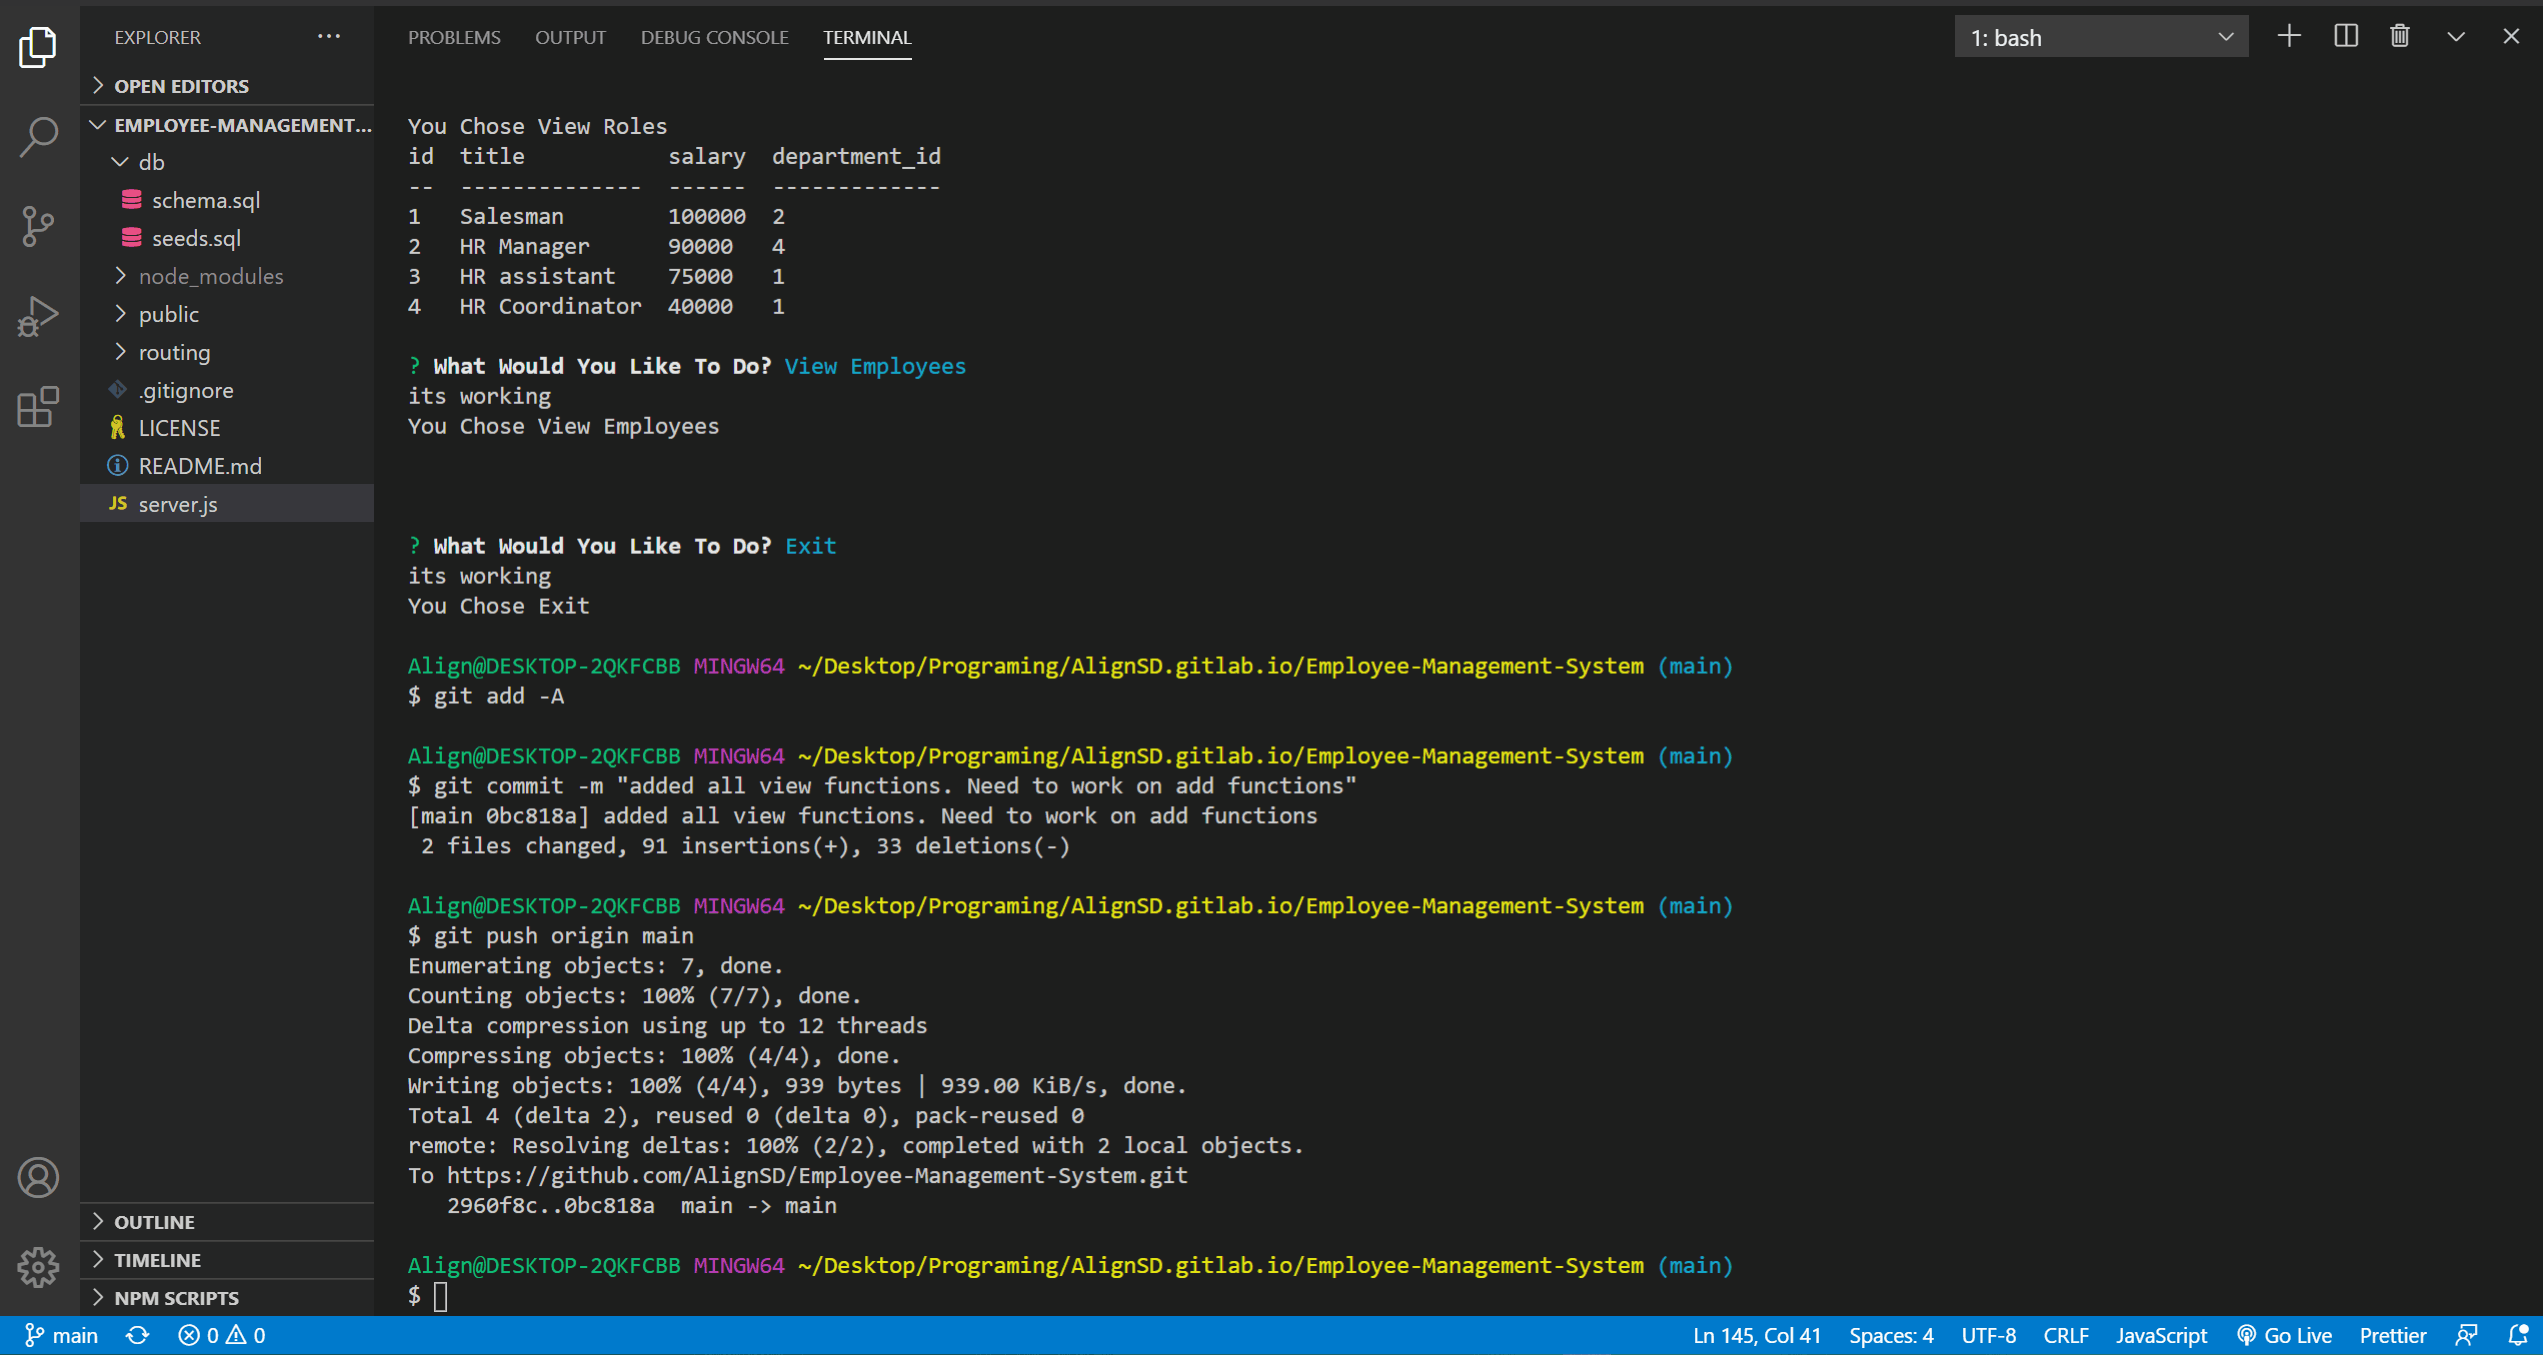 EXPLORER ...
OPEN EDITORS
EMPLOYEE-MANAGEMENT...
db
schema.sql
seeds.sql
node_modules
public
routing
.gitignore
LICENSE
README.md
JS server.js
OUTLINE
TIMELINE
NPM SCRIPTS
PROBLEMS OUTPUT DEBUG CONSOLE TERMINAL
1: bash
You Chose View Roles
id  title           salary  department_id
--  --------------  ------  -------------
1   Salesman        100000  2
2   HR Manager      90000   4
3   HR assistant    75000   1
4   HR Coordinator  40000   1
? What Would You Like To Do? View Employees
its working
You Chose View Employees
? What Would You Like To Do? Exit
its working
You Chose Exit
Align@DESKTOP-2QKFCBB MINGW64 ~/Desktop/Programing/AlignSD.gitlab.io/Employee-Management-System (main)
$ git add -A
Align@DESKTOP-2QKFCBB MINGW64 ~/Desktop/Programing/AlignSD.gitlab.io/Employee-Management-System (main)
$ git commit -m "added all view functions. Need to work on add functions"
[main 0bc818a] added all view functions. Need to work on add functions
 2 files changed, 91 insertions(+), 33 deletions(-)
Align@DESKTOP-2QKFCBB MINGW64 ~/Desktop/Programing/AlignSD.gitlab.io/Employee-Management-System (main)
$ git push origin main
Enumerating objects: 7, done.
Counting objects: 100% (7/7), done.
Delta compression using up to 12 threads
Compressing objects: 100% (4/4), done.
Writing objects: 100% (4/4), 939 bytes | 939.00 KiB/s, done.
Total 4 (delta 2), reused 0 (delta 0), pack-reused 0
remote: Resolving deltas: 100% (2/2), completed with 2 local objects.
To https://github.com/AlignSD/Employee-Management-System.git
   2960f8c..0bc818a  main -> main
Align@DESKTOP-2QKFCBB MINGW64 ~/Desktop/Programing/AlignSD.gitlab.io/Employee-Management-System (main)
$
main 0 0 Ln 145, Col 41 Spaces: 4 UTF-8 CRLF JavaScript Go Live Prettier